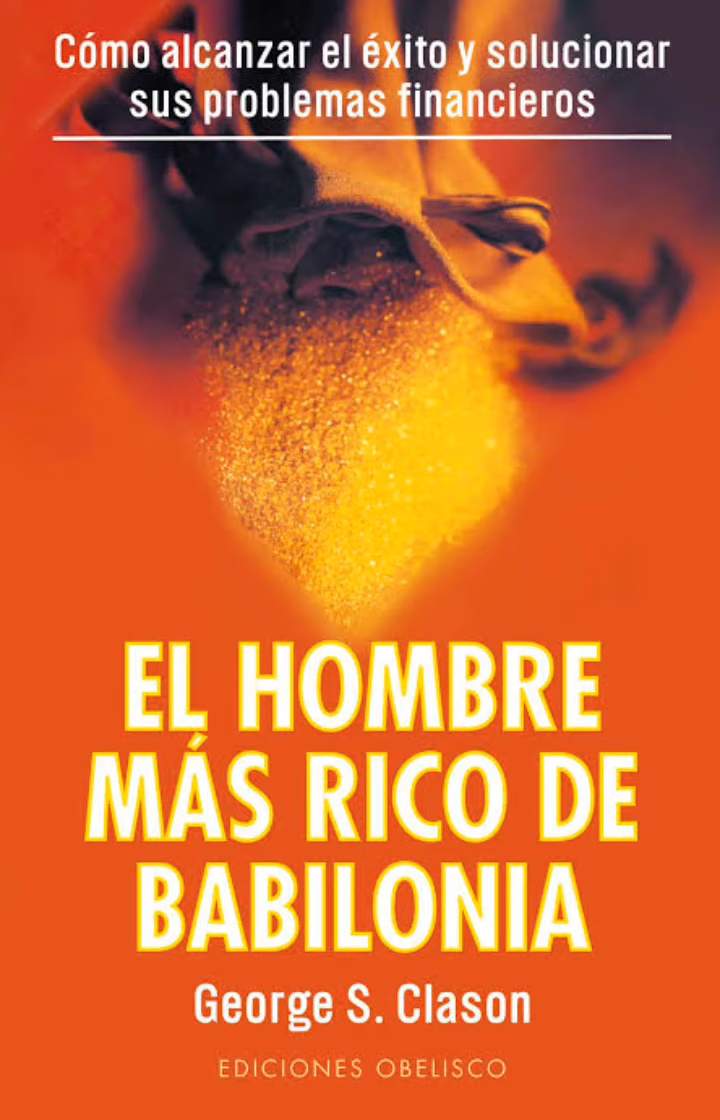 Cómo alcanzar el éxito y solucionar
sus problemas financieros
EL HOMBRE
MÁS RICO DE
BABILONIA
George S. Clason
EDICIONES OBELISCO